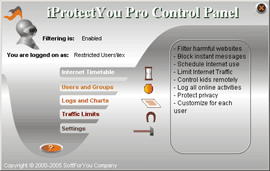 iProtectYou Pro Control Panel
Filtering is: Enabled
You are logged on as: Restricted Users\lex
Internet Timetable
Users and Groups
Logs and Charts
Traffic Limits
Settings
- Filter harmful websites
- Block instant messages
- Schedule Internet use
- Limit Internet Traffic
- Control kids remotely
- Log all online activities
- Protect privacy
- Customize for each
user
?
Copyright © 2000-2005 SoftForYou Company